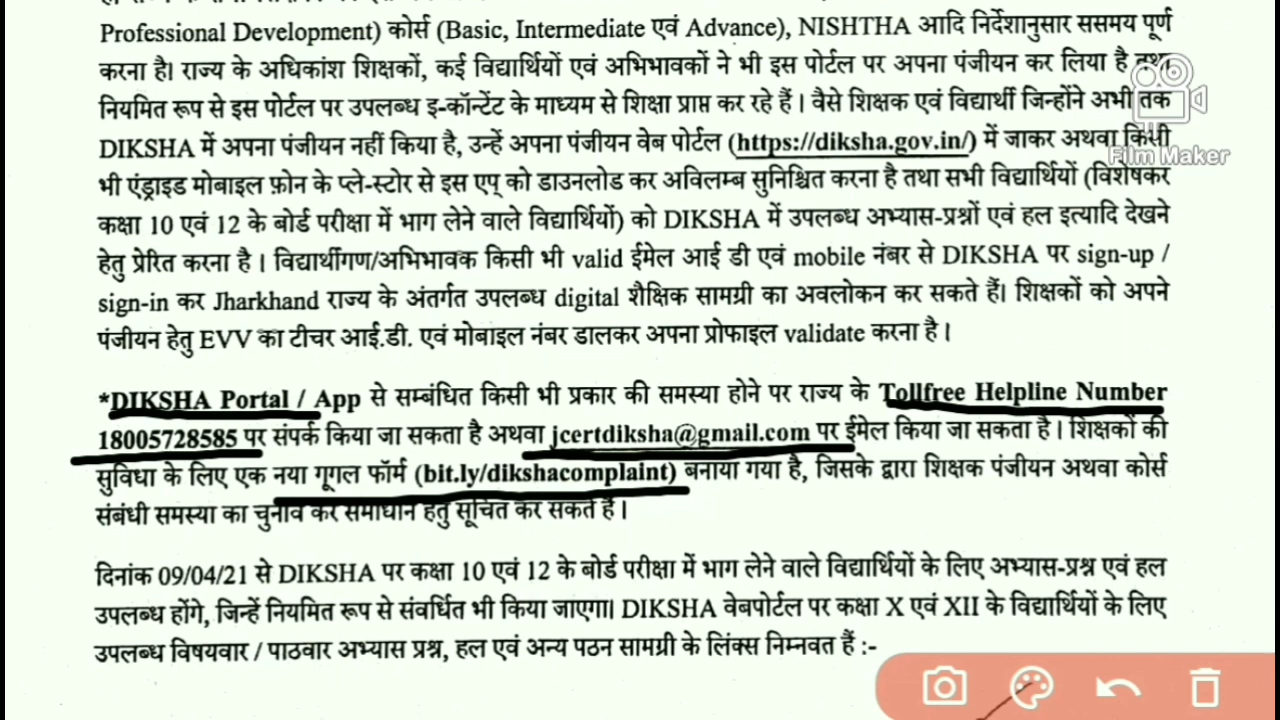 Professional Development) कोर्स (Basic, Intermediate एवं Advance), NISHTHA आदि निर्देशानुसार ससमय पूर्ण
करना है। राज्य के अधिकांश शिक्षकों, कई विद्यार्थियों एवं अभिभावकों ने भी इस पोर्टल पर अपना पंजीयन कर लिया है तथा
नियमित रूप से इस पोर्टल पर उपलब्ध इ-कॉन्टेंट के माध्यम से शिक्षा प्राप्त कर रहे हैं । वैसे शिक्षक एवं विद्यार्थी जिन्होंने अभी तक
DIKSHA में अपना पंजीयन नहीं किया है, उन्हें अपना पंजीयन वेब पोर्टल (https://diksha.gov.in/) में जाकर अथवा किसी
Film Maker
भी एंड्राइड मोबाइल फ़ोन के प्ले-स्टोर से इस एप् को डाउनलोड कर अविलम्ब सुनिश्चित करना है तथा सभी विद्यार्थियों (विशेषकर
कक्षा 10 एवं 12 के बोर्ड परीक्षा में भाग लेने वाले विद्यार्थियों) को DIKSHA में उपलब्ध अभ्यास-प्रश्नों एवं हल इत्यादि देखने
हेतु प्रेरित करना है । विद्यार्थीगण/अभिभावक किसी भी valid ईमेल आई डी एवं mobile नंबर से DIKSHA पर sign-up /
sign-in कर Jharkhand राज्य के अंतर्गत उपलब्ध digital शैक्षिक सामग्री का अवलोकन कर सकते हैं। शिक्षकों को अपने
पंजीयन हेतु EVV का टीचर आई.डी. एवं मोबाइल नंबर डालकर अपना प्रोफाइल validate करना है ।
*DIKSHA Portal / App से सम्बंधित किसी भी प्रकार की समस्या होने पर राज्य के Tollfree Helpline Number
18005728585 पर संपर्क किया जा सकता है अथवा jcertdiksha@gmail.com पर ईमेल किया जा सकता है । शिक्षकों की
सुविधा के लिए एक नया गूगल फॉर्म (bit.ly/dikshacomplaint) बनाया गया है, जिसके द्वारा शिक्षक पंजीयन अथवा कोर्स
संबंधी समस्या का चुनाव कर समाधान हेतु सूचित कर सकते हैं ।
दिनांक 09/04/21 से DIKSHA पर कक्षा 10 एवं 12 के बोर्ड परीक्षा में भाग लेने वाले विद्यार्थियों के लिए अभ्यास-प्रश्न एवं हल
उपलब्ध होंगे, जिन्हें नियमित रूप से संवर्धित भी किया जाएगा। DIKSHA वेबपोर्टल पर कक्षा X एवं XII के विद्यार्थियों के लिए
उपलब्ध विषयवार / पाठवार अभ्यास प्रश्न, हल एवं अन्य पठन सामग्री के लिंक्स निम्नवत हैं :-